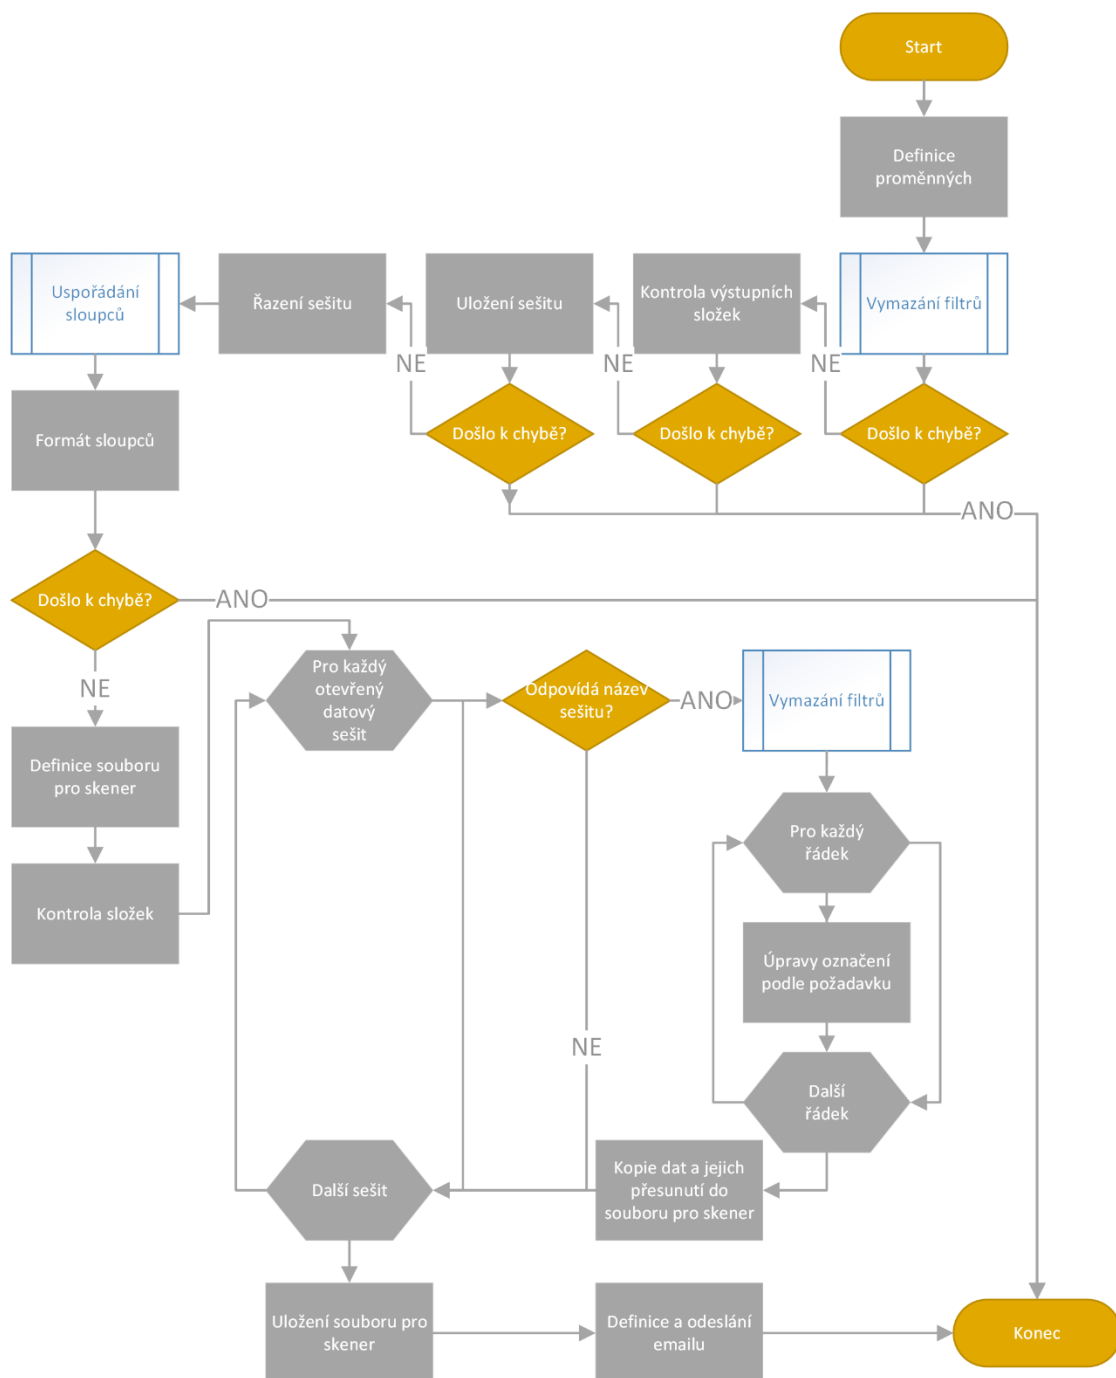 Start
Definice
proměnných
Vymazání filtrů
Kontrola výstupních
složek
Uložení sešitu
Řazení sešitu
Uspořádání
sloupců
NE
NE
NE
Došlo k chybě?
Došlo k chybě?
Došlo k chybě?
ANO
Formát sloupců
Došlo k chybě?
ANO
NE
Definice souboru
pro skener
Kontrola složek
Pro každý
otevřený
datový
sešit
Odpovídá název
sešitu?
ANO
Vymazání filtrů
Pro každý
řádek
Úpravy označení
podle požadavku
NE
Další
řádek
Kopie dat a jejich
přesunutí do
souboru pro skener
Další sešit
Uložení souboru pro
skener
Definice a odeslání
emailu
Konec